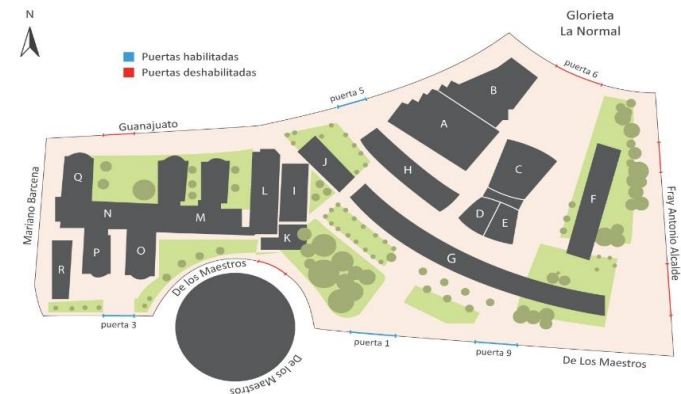 N
Glorieta
La Normal
Puertas habilitadas
Puertas deshabilitadas
puerta 6
puerta 5
Guanajuato
Mariano Barcena
Fray Antonio Alcalde
B
A
C
J
H
Q
L
I
F
N
M
D
E
K
P
O
R
G
De los Maestros
puerta 3
De los Maestros
puerta 1
puerta 9
De Los Maestros